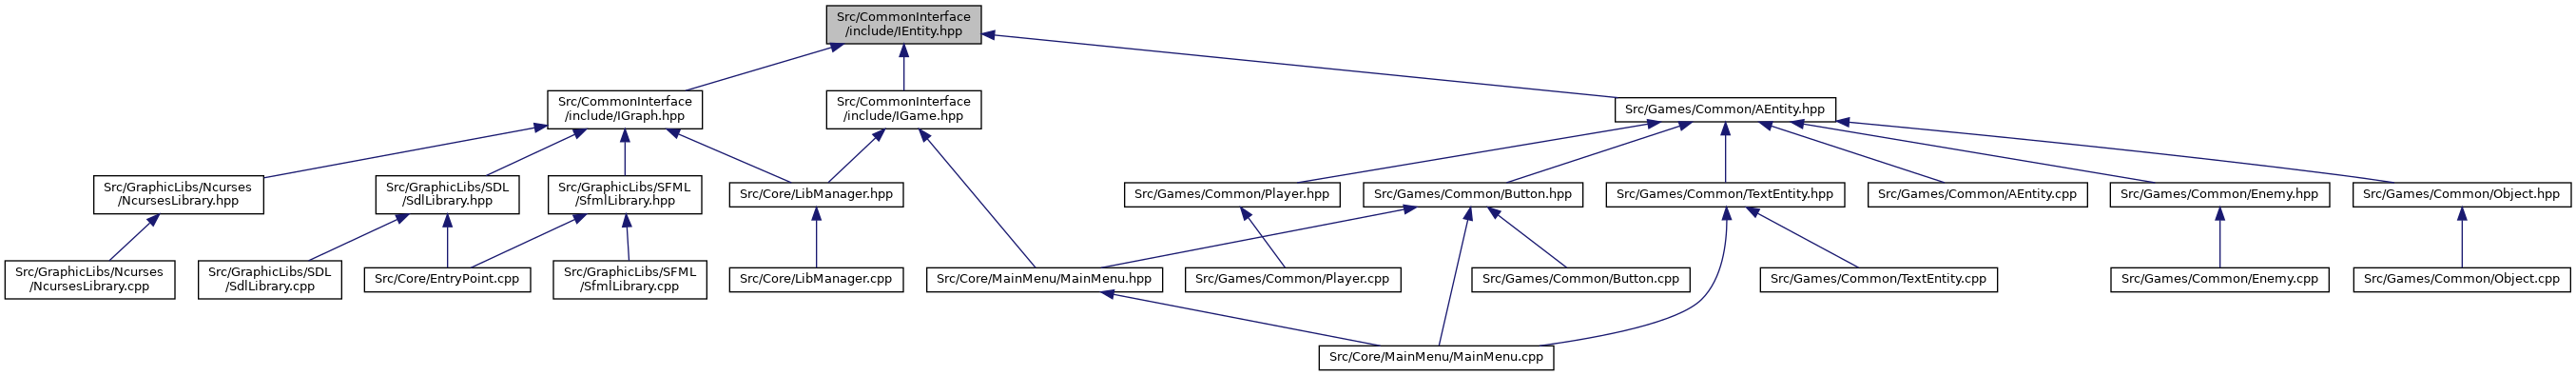 Src/CommonInterface
/include/IEntity.hpp
Src/CommonInterface
/include/IGraph.hpp
Src/CommonInterface
/include/IGame.hpp
Src/Games/Common/AEntity.hpp
Src/GraphicLibs/Ncurses
/NcursesLibrary.hpp
Src/GraphicLibs/SDL
/SdlLibrary.hpp
Src/GraphicLibs/SFML
/SfmlLibrary.hpp
Src/Core/LibManager.hpp
Src/Games/Common/Player.hpp
Src/Games/Common/Button.hpp
Src/Games/Common/TextEntity.hpp
Src/Games/Common/AEntity.cpp
Src/Games/Common/Enemy.hpp
Src/Games/Common/Object.hpp
Src/GraphicLibs/Ncurses
/NcursesLibrary.cpp
Src/GraphicLibs/SDL
/SdlLibrary.cpp
Src/Core/EntryPoint.cpp
Src/GraphicLibs/SFML
/SfmlLibrary.cpp
Src/Core/LibManager.cpp
Src/Core/MainMenu/MainMenu.hpp
Src/Games/Common/Player.cpp
Src/Games/Common/Button.cpp
Src/Games/Common/TextEntity.cpp
Src/Games/Common/Enemy.cpp
Src/Games/Common/Object.cpp
Src/Core/MainMenu/MainMenu.cpp